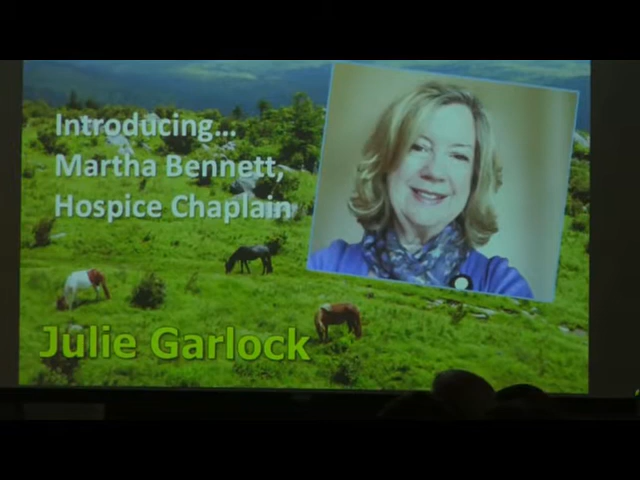 Introducing...
Martha Bennett,
Hospice Chaplain
Julie Garlock